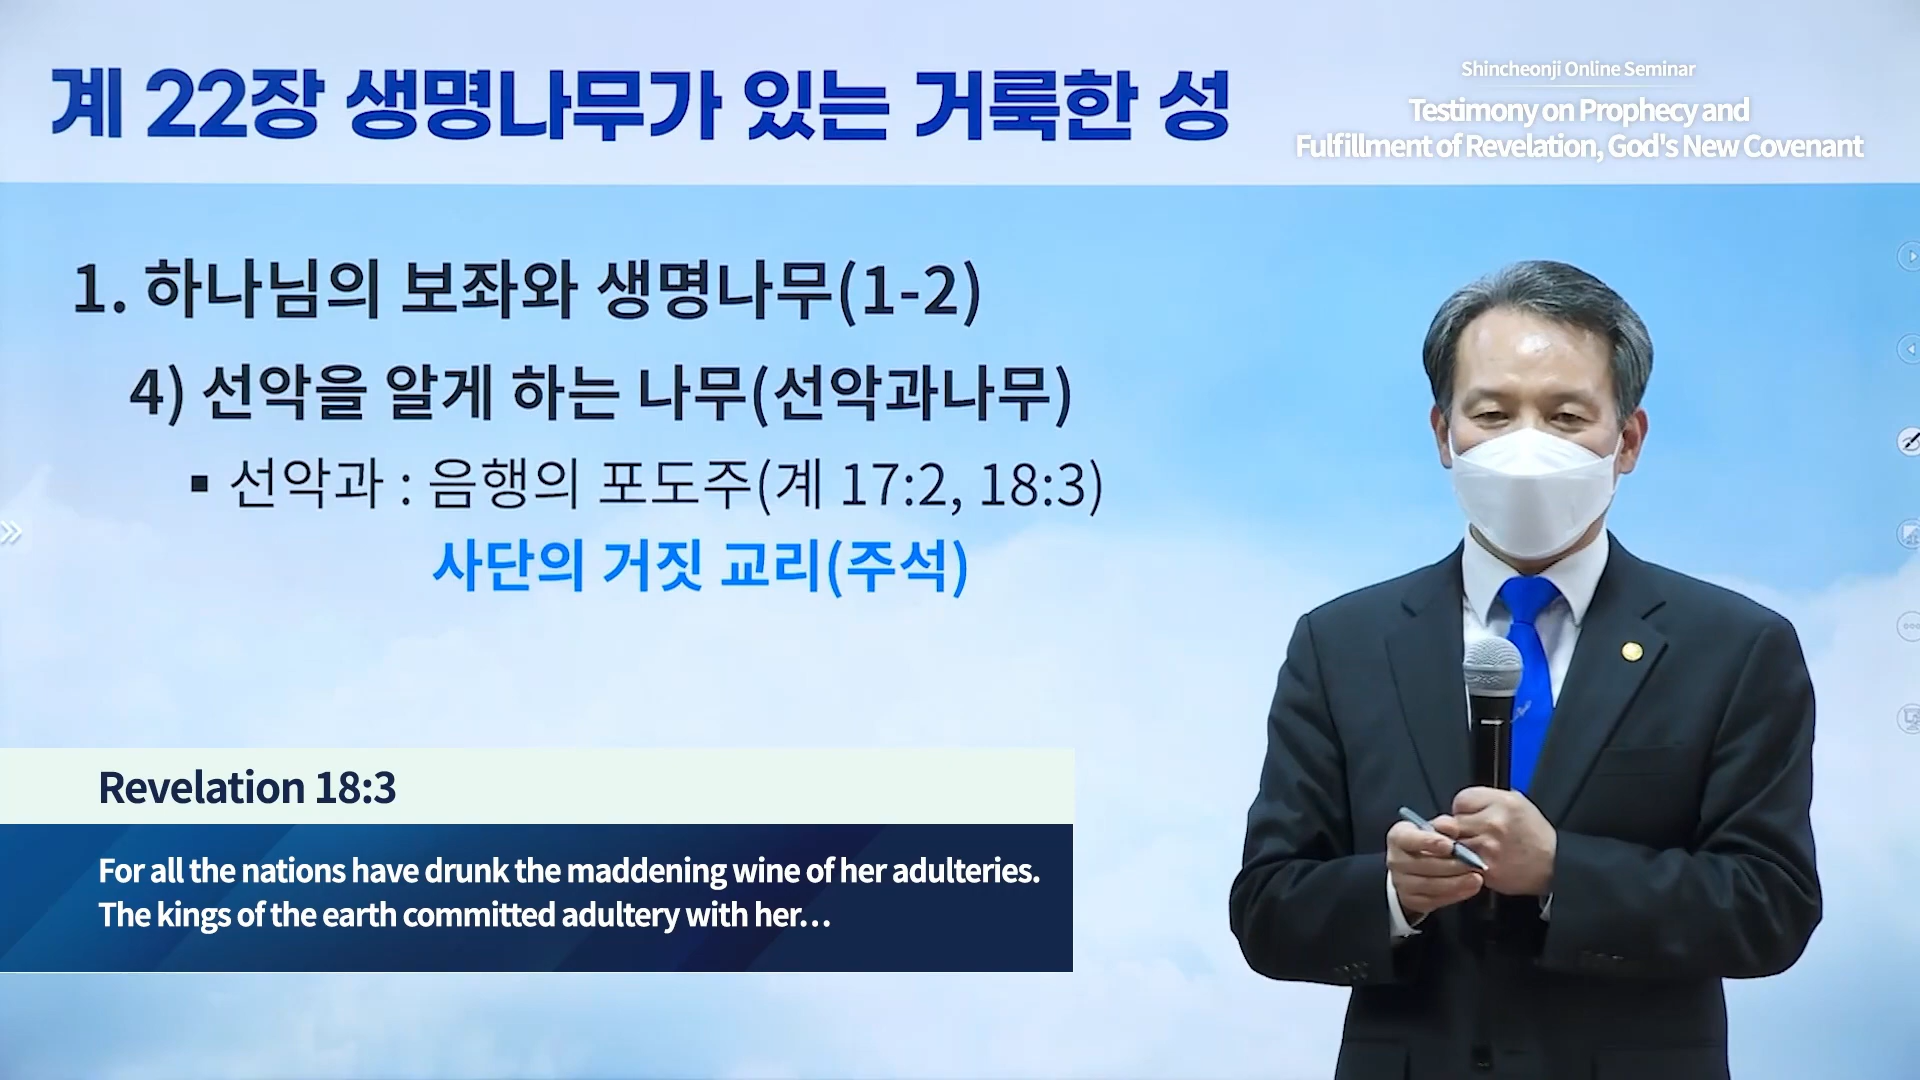 계 22장 생명나무가 있는 거룩한 성
Shincheonji Online Seminar
Testimony on Prophecy and
Fulfillment of Revelation, God's New Covenant
1. 하나님의 보좌와 생명나무(1-2)
4) 선악을 알게 하는 나무(선악과나무)
▪ 선악과 : 음행의 포도주(계 17:2, 18:3)
사단의 거짓 교리(주석)
Revelation 18:3
For all the nations have drunk the maddening wine of her adulteries.
The kings of the earth committed adultery with her…